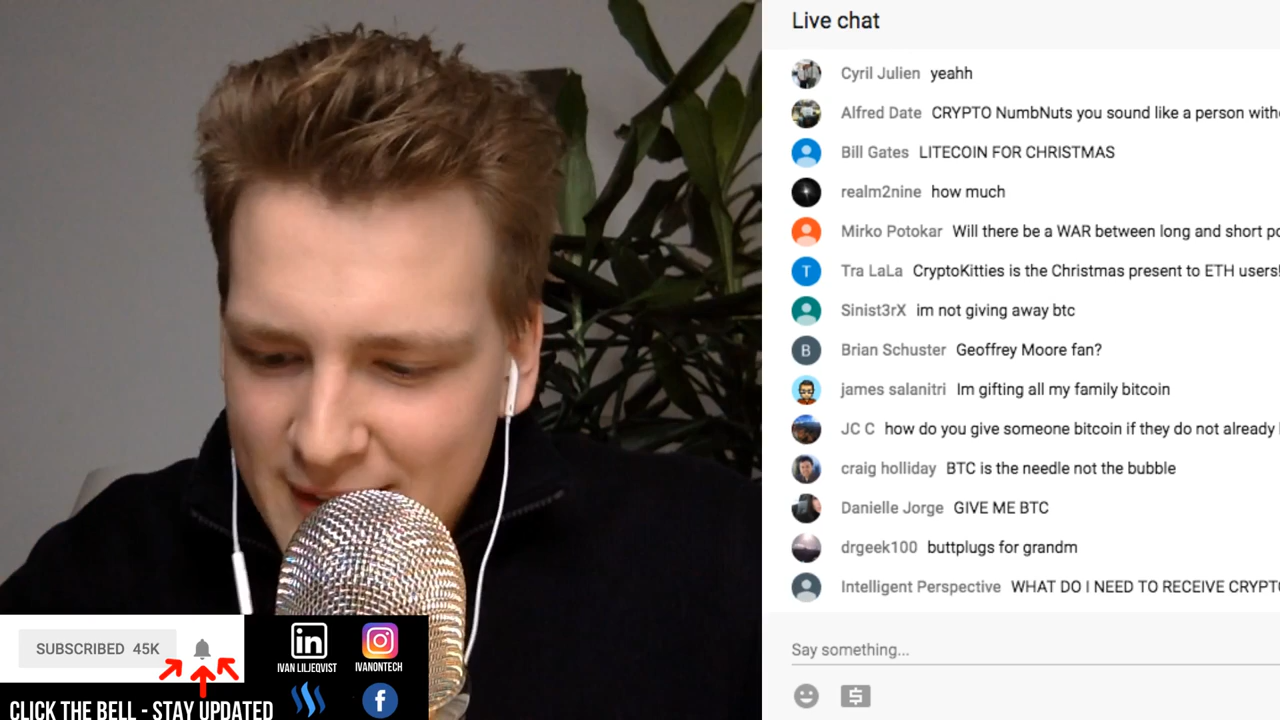 Live chat
Cyril Julien yeahh
Alfred Date CRYPTO NumbNuts you sound like a person with
Bill Gates LITECOIN FOR CHRISTMAS
realm2nine how much
Mirko Potokar Will there be a WAR between long and short po
Tra LaLa CryptoKitties is the Christmas present to ETH users!
Sinist3rX im not giving away btc
Brian Schuster Geoffrey Moore fan?
james salanitri Im gifting all my family bitcoin
JC C how do you give someone bitcoin if they do not already
craig holliday BTC is the needle not the bubble
Danielle Jorge GIVE ME BTC
drgeek100 buttplugs for grandm
Intelligent Perspective WHAT DO I NEED TO RECEIVE CRYPTO
Say something...
SUBSCRIBED 45K
CLICK THE BELL - STAY UPDATED
IVAN LILJEQVIST
IVANONTECH